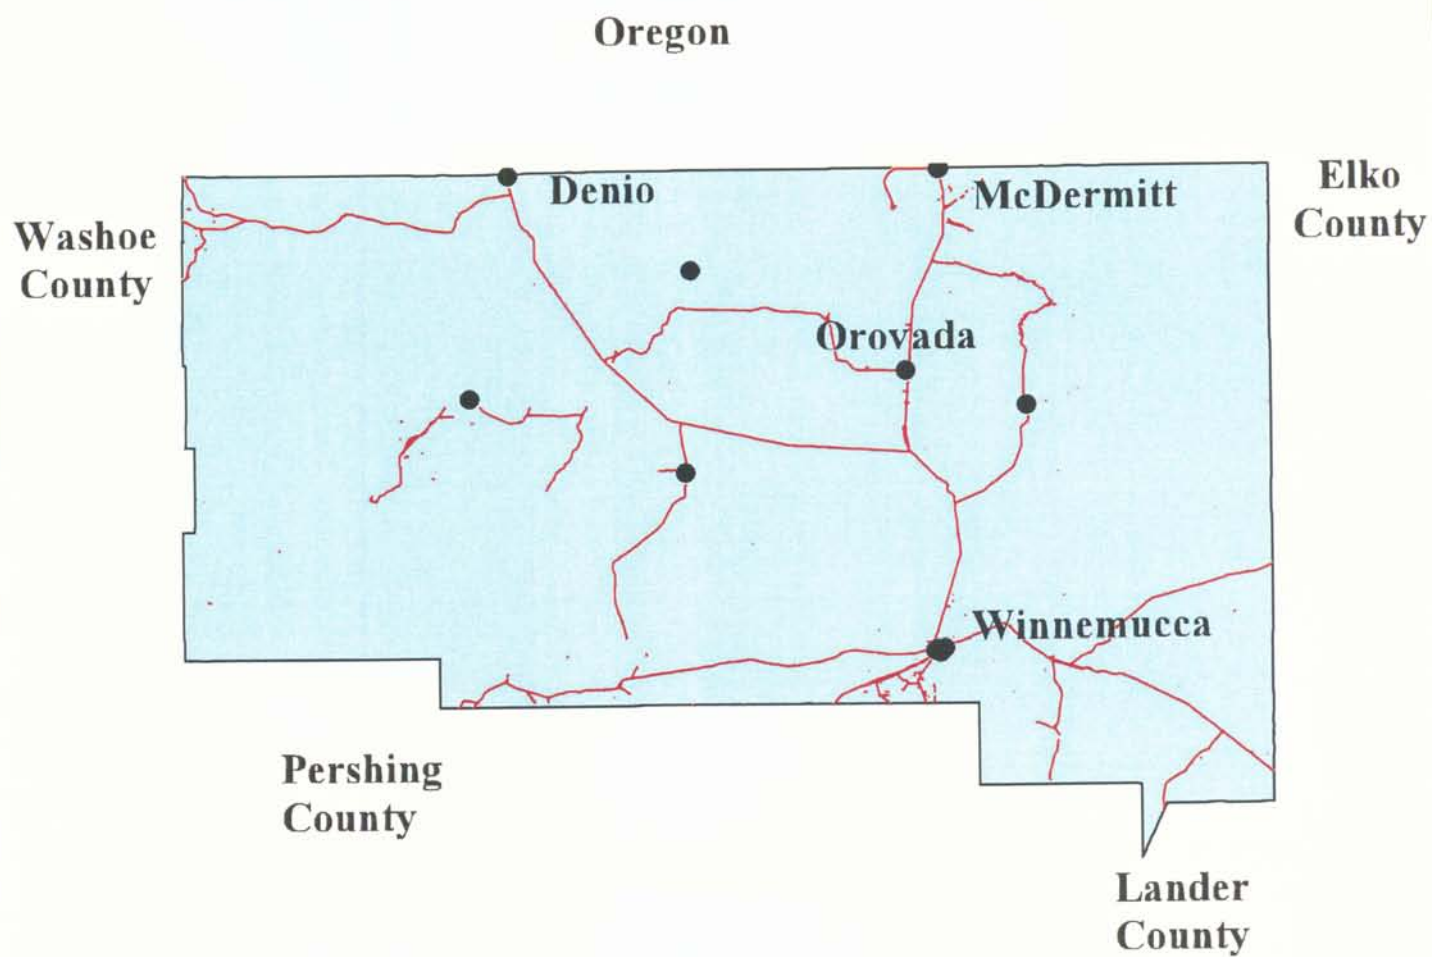 Oregon
Denio
McDermitt
Elko
County
Washoe
County
Orovada
Winnemucca
Pershing
County
Lander
County